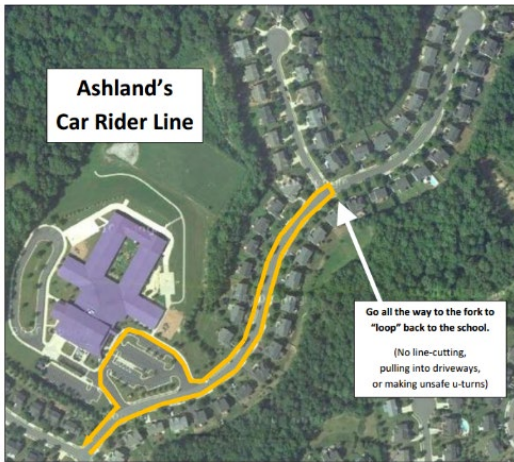 Ashland's
Car Rider Line
Go all the way to the fork to
"loop" back to the school.
(No line-cutting,
pulling into driveways,
or making unsafe u-turns)